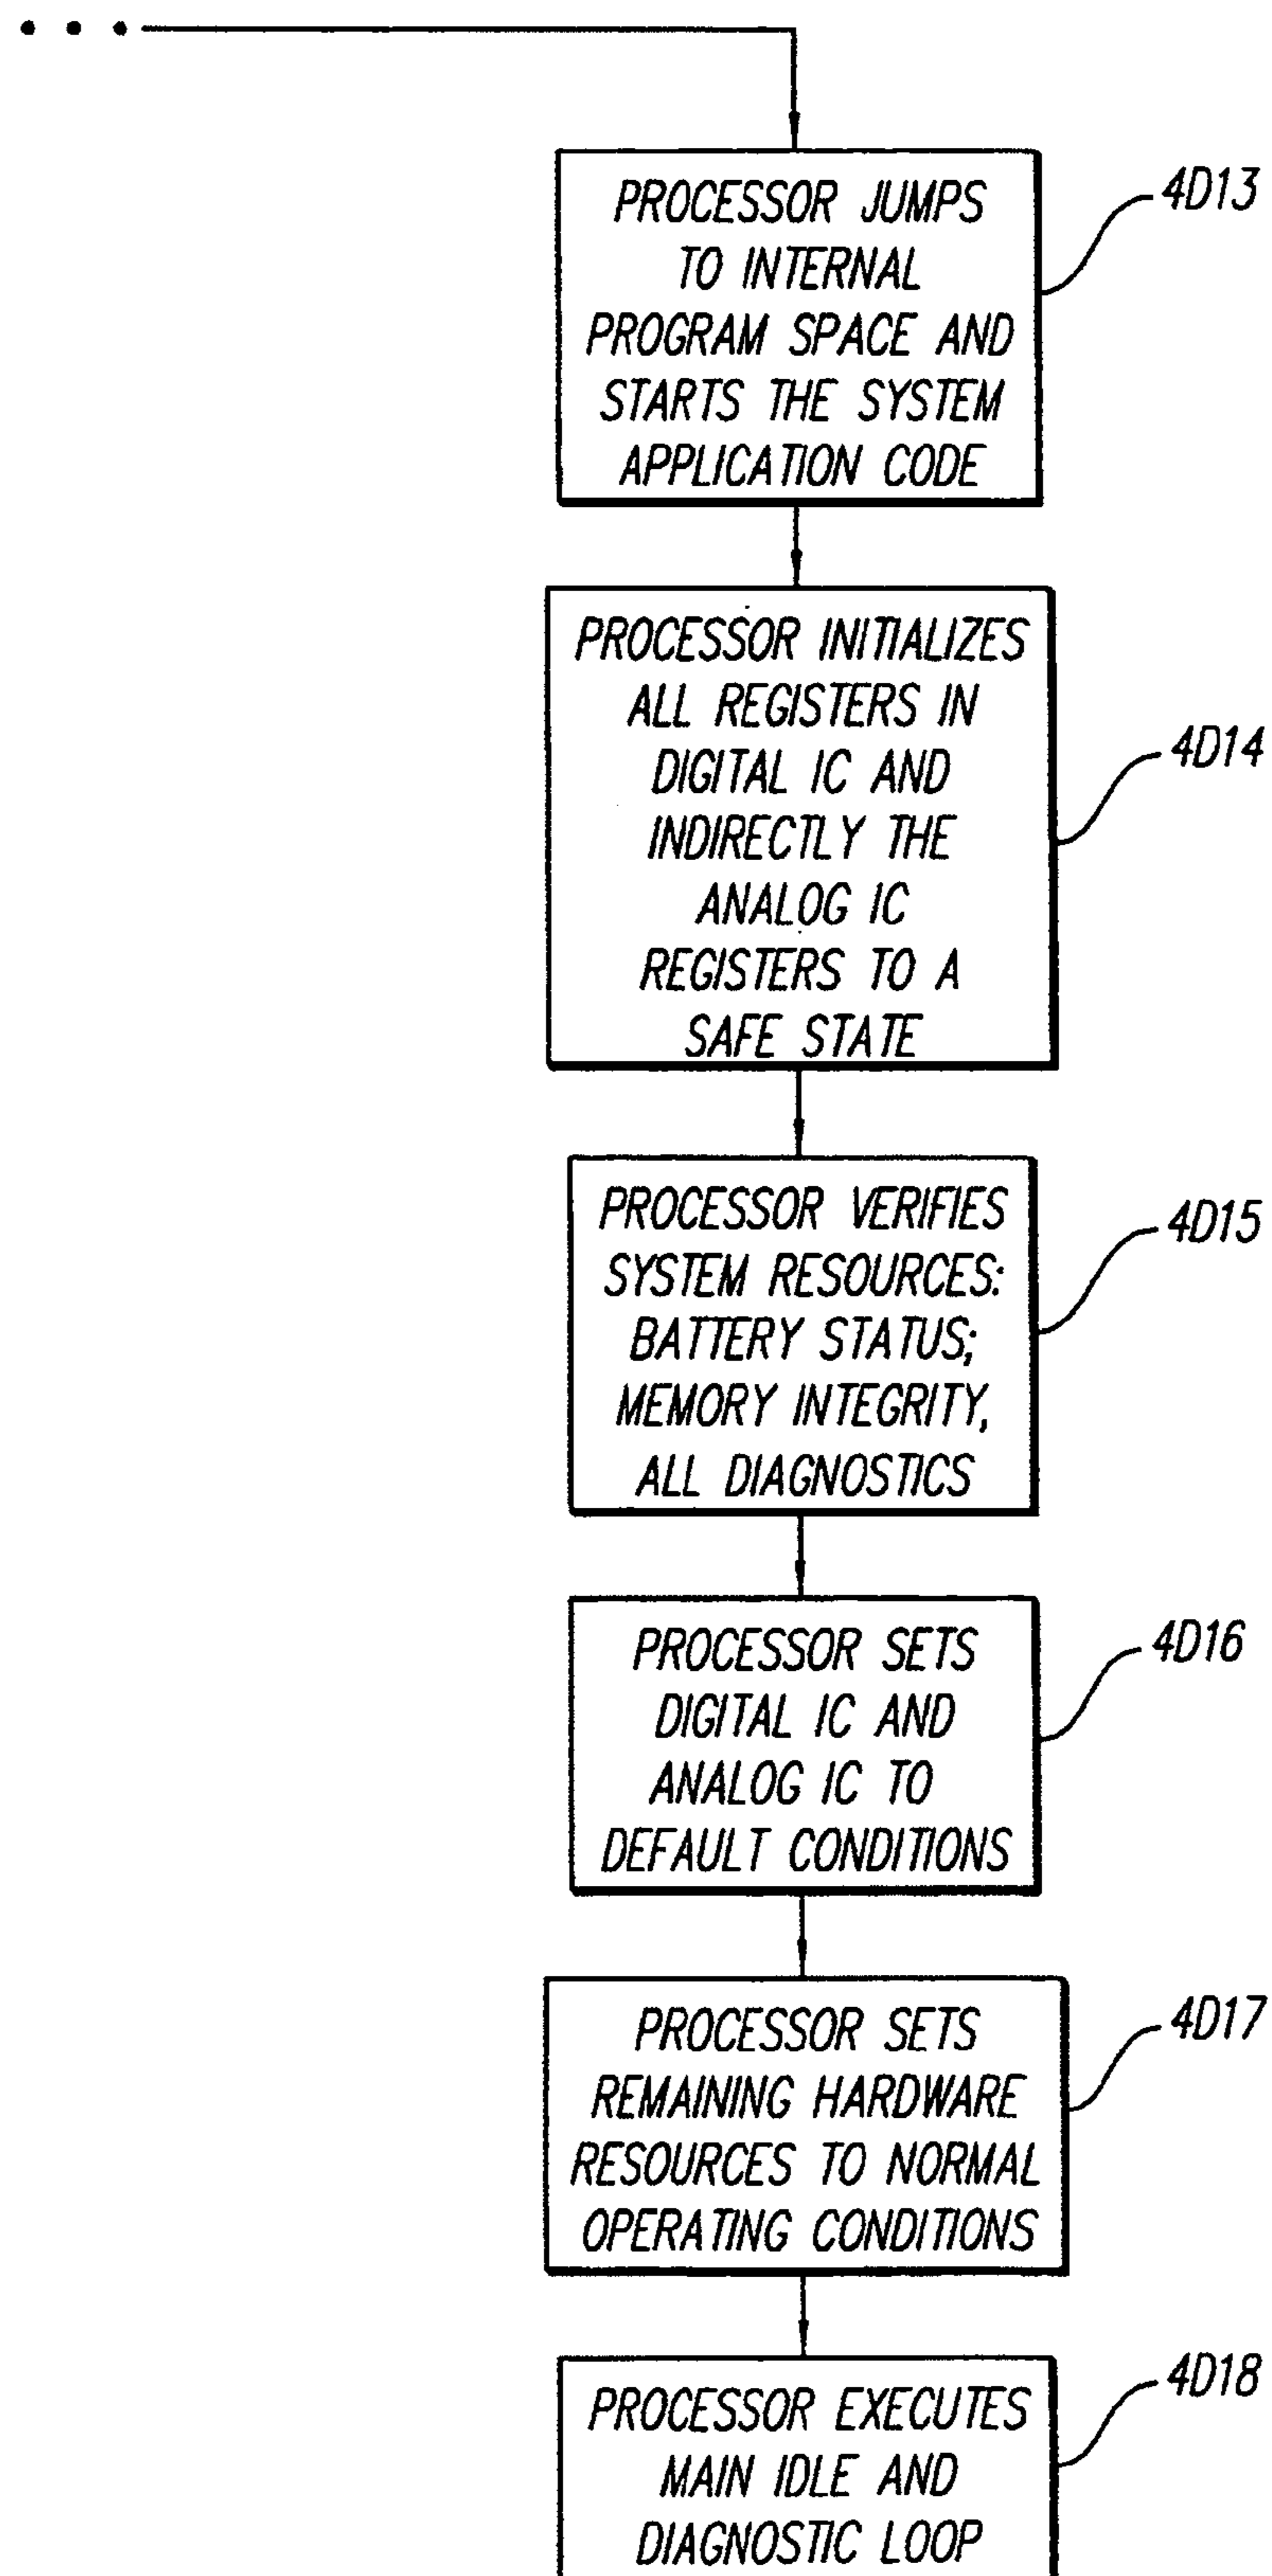 4D13
PROCESSOR JUMPS
TO INTERNAL
PROGRAM SPACE AND
STARTS THE SYSTEM
APPLICATION CODE
4D14
PROCESSOR INITIALIZES
ALL REGISTERS IN
DIGITAL IC AND
INDIRECTLY THE
ANALOG IC
REGISTERS TO A
SAFE STATE
4D15
PROCESSOR VERIFIES
SYSTEM RESOURCES:
BATTERY STATUS;
MEMORY INTEGRITY,
ALL DIAGNOSTICS
4D16
PROCESSOR SETS
DIGITAL IC AND
ANALOG IC TO
DEFAULT CONDITIONS
4D17
PROCESSOR SETS
REMAINING HARDWARE
RESOURCES TO NORMAL
OPERATING CONDITIONS
4D18
PROCESSOR EXECUTES
MAIN IDLE AND
DIAGNOSTIC LOOP